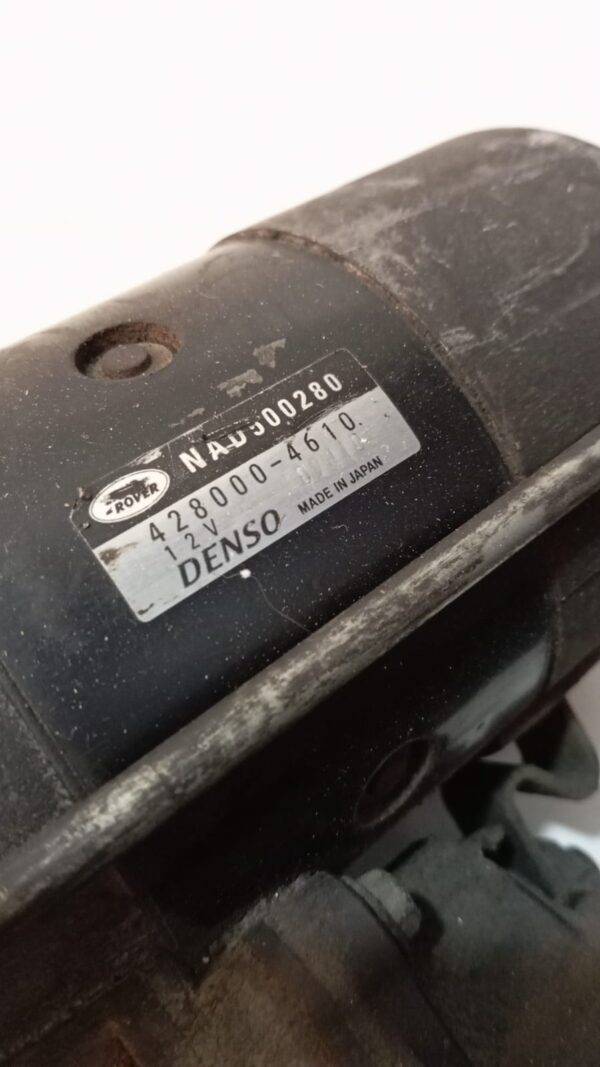 ROVER
NAD500280
428000-4610
12V
DENSO
MADE IN JAPAN